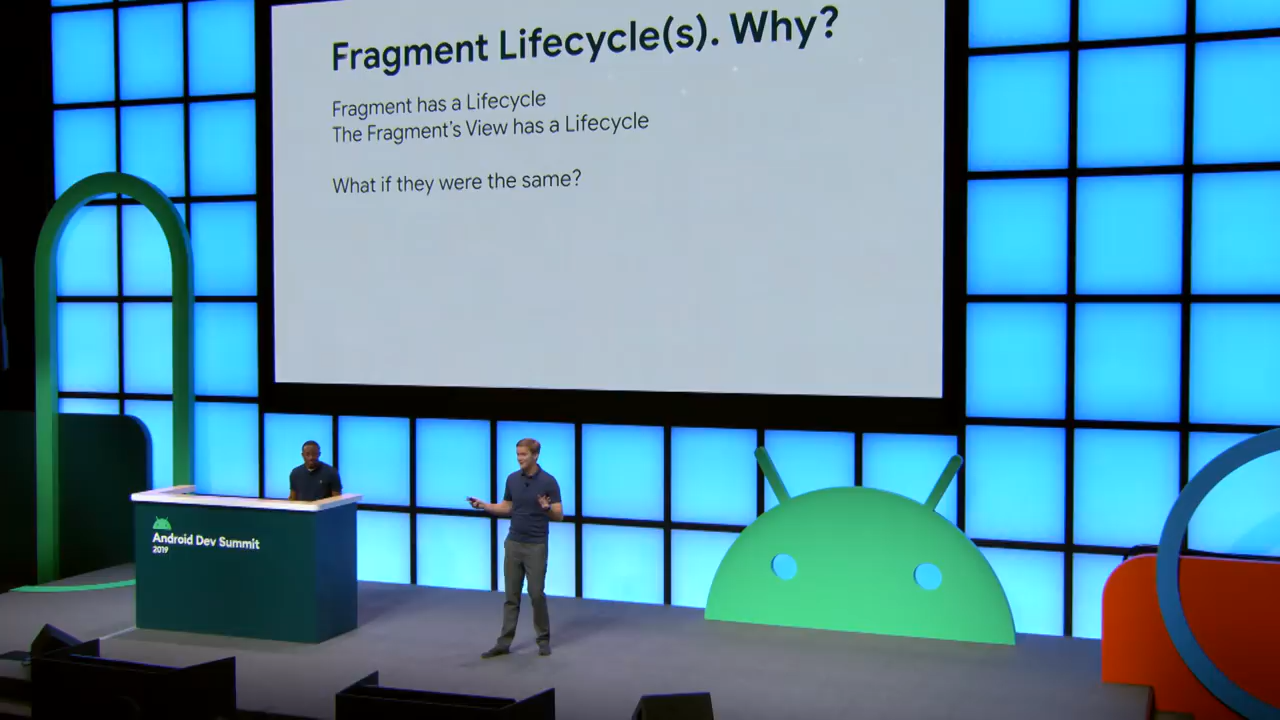 Fragment Lifecycle(s). Why?
Fragment has a Lifecycle
The Fragment's View has a Lifecycle
What if they were the same?
Android Dev Summit
2019